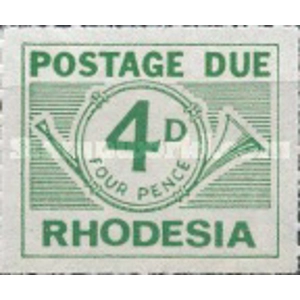 POSTAGE DUE
4D
FOUR PENCE
RHODESIA